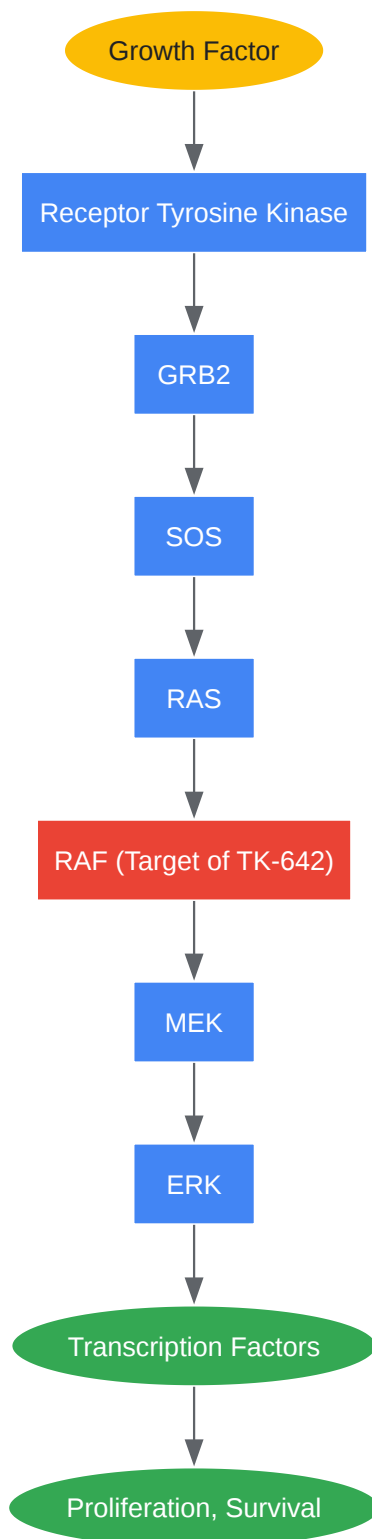 Growth Factor
Receptor Tyrosine Kinase
GRB2
SOS
RAS
RAF (Target of TK-642)
MEK
ERK
Transcription Factors
Proliferation, Survival